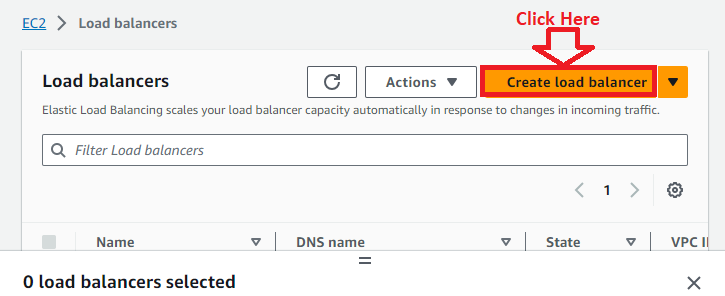 Click Here
EC2 > Load balancers
Load balancers
Actions
Create load balancer
Elastic Load Balancing scales your load balancer capacity automatically in response to changes in incoming traffic.
Filter Load balancers
1
Name
DNS name
State
VPC
0 load balancers selected